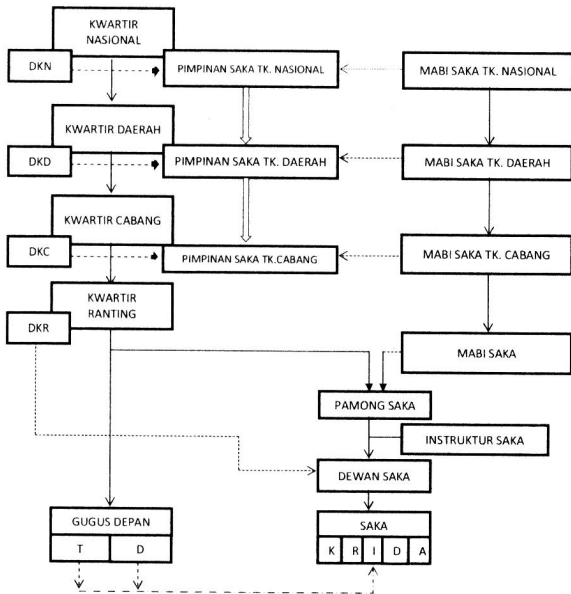 KWARTIR
NASIONAL
DKN
PIMPINAN SAKA TK. NASIONAL
MABI SAKA TK. NASIONAL
KWARTIR DAERAH
DKD
PIMPINAN SAKA TK. DAERAH
MABI SAKA TK. DAERAH
KWARTIR CABANG
DKC
PIMPINAN SAKA TK.CABANG
MABI SAKA TK. CABANG
KWARTIR
RANTING
DKR
MABI SAKA
PAMONG SAKA
INSTRUKTUR SAKA
DEWAN SAKA
GUGUS DEPAN
T D
SAKA
K R I D A